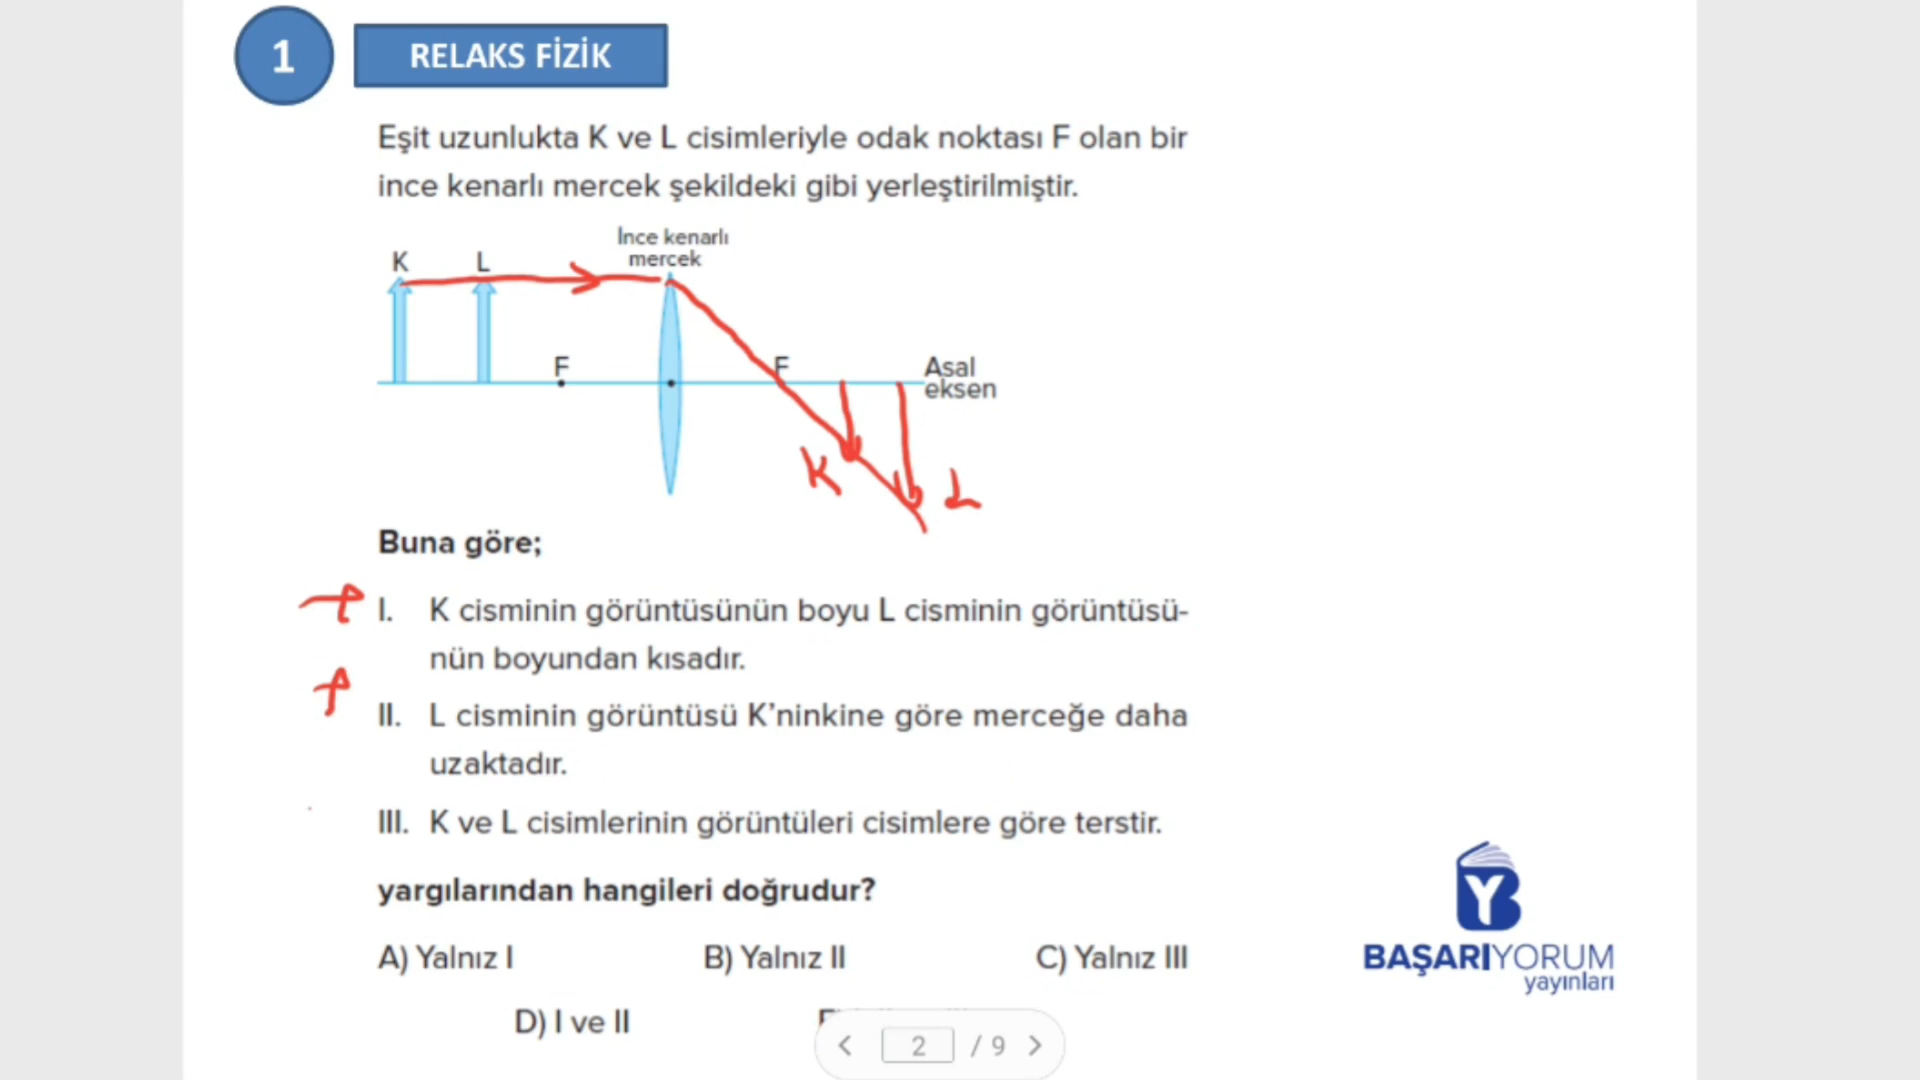 1
RELAKS FİZİK
Eşit uzunlukta K ve L cisimleriyle odak noktası F olan bir
ince kenarlı mercek şekildeki gibi yerleştirilmiştir.
İnce kenarlı
mercek
K
L
F
F
Asal
eksen
K
L
Buna göre;
I. K cisminin görüntüsünün boyu L cisminin görüntüsü-
nün boyundan kısadır.
II. L cisminin görüntüsü K'ninkine göre merceğe daha
uzaktadır.
III. K ve L cisimlerinin görüntüleri cisimlere göre terstir.
yargılarından hangileri doğrudur?
A) Yalnız I
B) Yalnız II
C) Yalnız III
D) I ve II
2 / 9
BAŞARIYORUM
yayınları